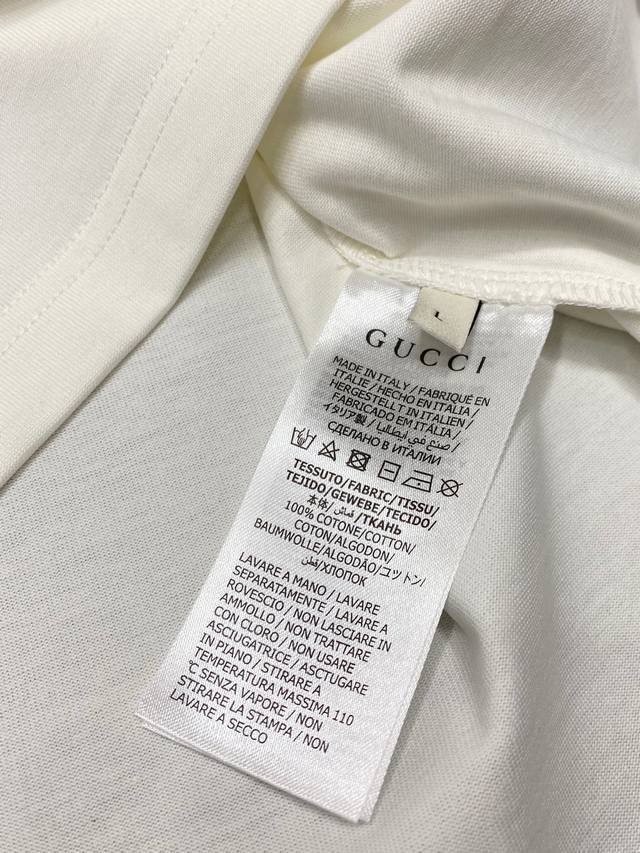 L
GUCCI
MADE IN ITALY / FABRIQUÉ EN
ITALIE / HECHO EN ITALIA /
HERGESTELLT IN ITALIEN /
FABRICADO EM ITÁLIA /
イタリア製 / صنع في إيطاليا /
СДЕЛАНО В ИТАЛИИ
TESSUTO/FABRIC/TISSU/
TEJIDO/GEWEBE/TECIDO/
本体/ قماش /ТКАНЬ
100% COTONE/COTTON/
COTON/ALGODON/
BAUMWOLLE/ALGODÃO/コットン/
قطن/ХЛОПОК
LAVARE A MANO / LAVARE
SEPARATAMENTE / LAVARE A
ROVESCIO / NON LASCIARE IN
AMMOLLO / NON TRATTARE
CON CLORO / NON USARE
ASCIUGATRICE / ASCTUGARE
IN PIANO / STIRARE A
TEMPERATURA MASSIMA 110
°C SENZA VAPORE / NON
STIRARE LA STAMPA / NON
LAVARE A SECCO